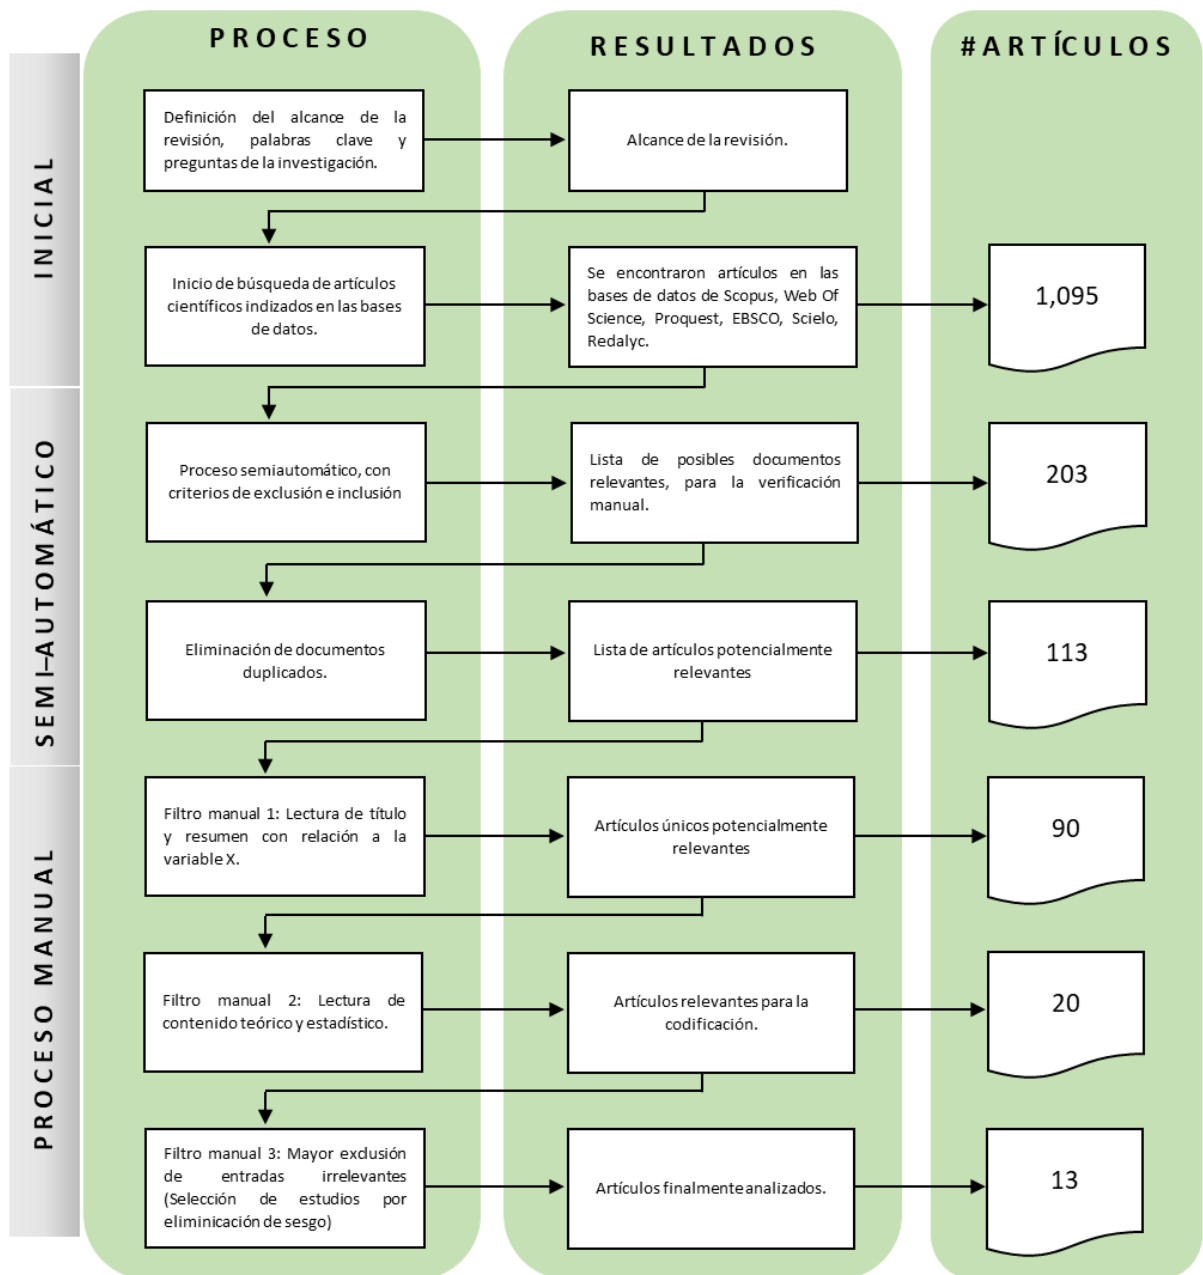 PROCESO
RESULTADOS
#ARTÍCULOS
INICIAL
Definición del alcance de la
revisión, palabras clave y
preguntas de la investigación.
Alcance de la revisión.
Inicio de búsqueda de artículos
científicos indizados en las bases
de datos.
Se encontraron artículos en las
bases de datos de Scopus, Web Of
Science, Proquest, EBSCO, Scielo,
Redalyc.
1,095
SEMI–AUTOMÁTICO
Proceso semiautomático, con
criterios de exclusión e inclusión
Lista de posibles documentos
relevantes, para la verificación
manual.
203
Eliminación de documentos
duplicados.
Lista de artículos potencialmente
relevantes
113
PROCESO MANUAL
Filtro manual 1: Lectura de título
y resumen con relación a la
variable X.
Artículos únicos potencialmente
relevantes
90
Filtro manual 2: Lectura de
contenido teórico y estadístico.
Artículos relevantes para la
codificación.
20
Filtro manual 3: Mayor exclusión
de entradas irrelevantes
(Selección de estudios por
eliminicación de sesgo)
Artículos finalmente analizados.
13